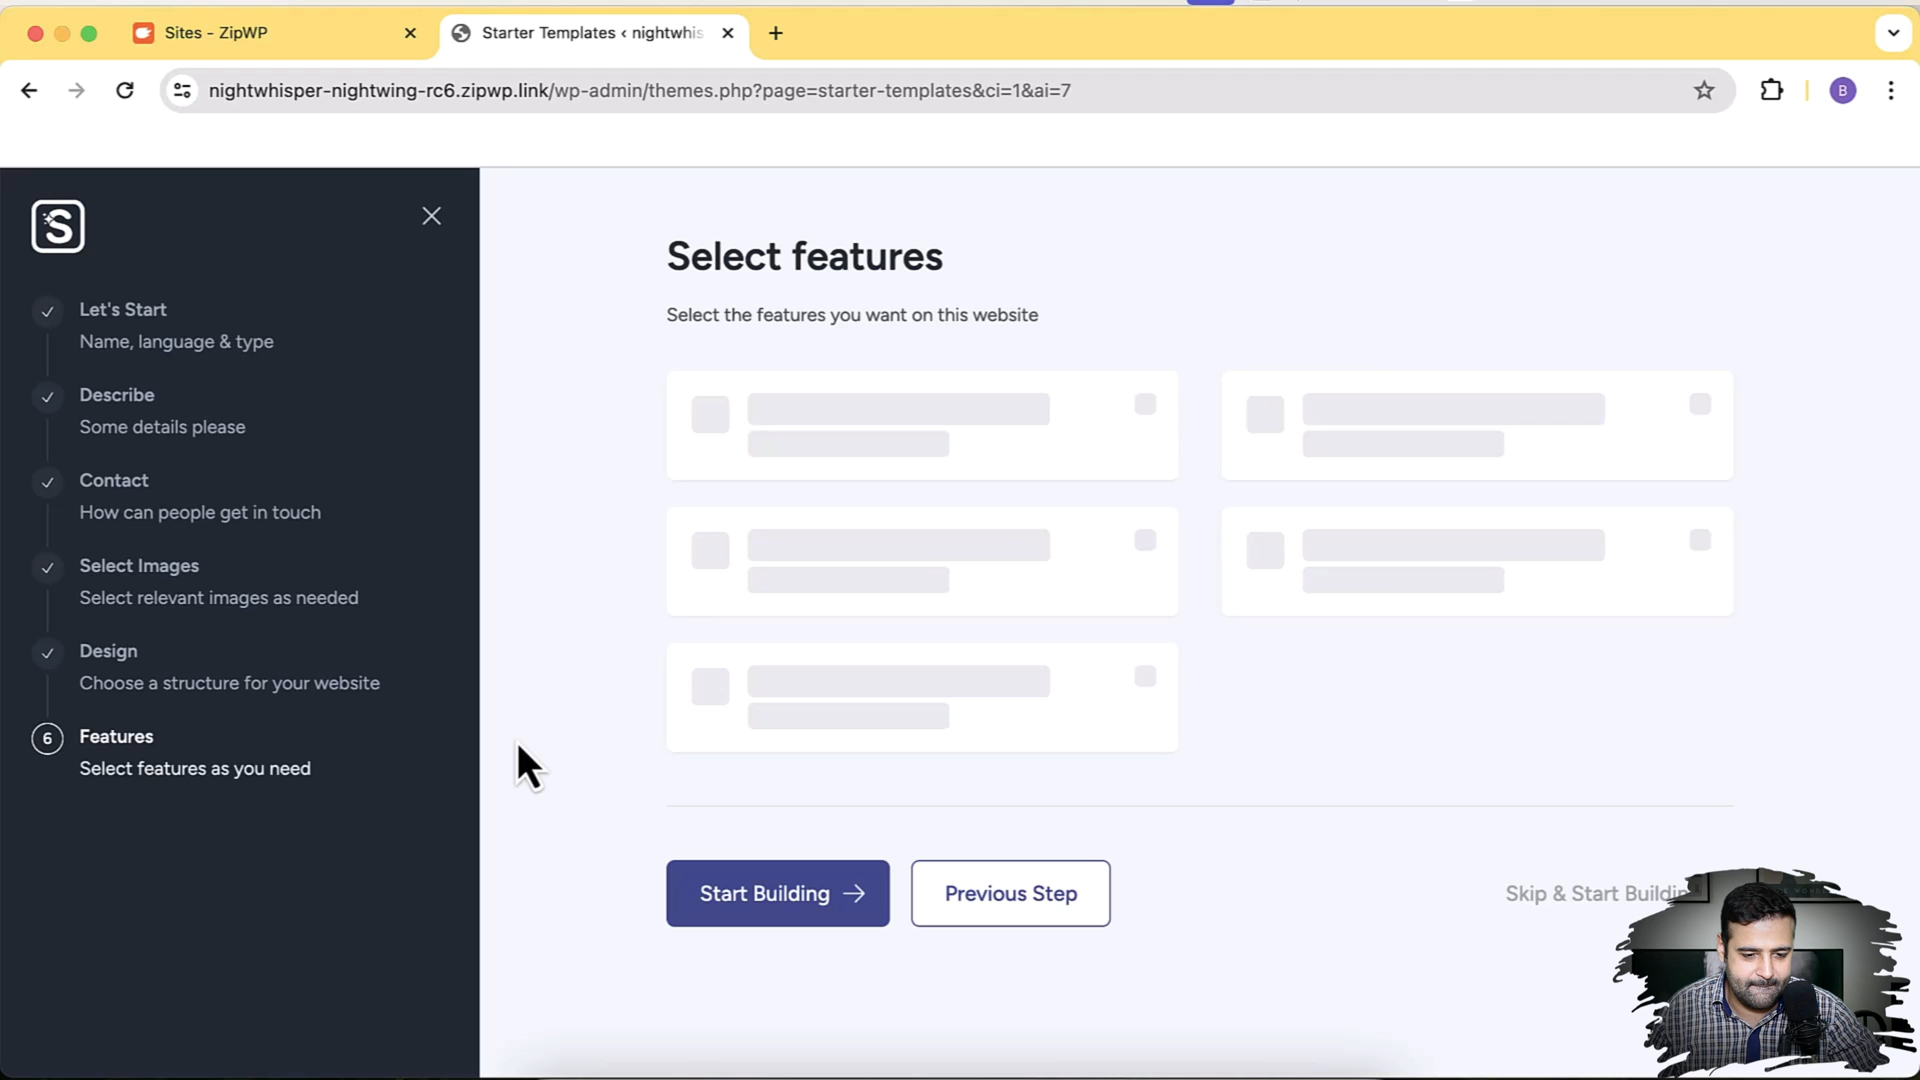 Sites - ZipWP
Starter Templates ‹ nightwhis
nightwhisper-nightwing-rc6.zipwp.link/wp-admin/themes.php?page=starter-templates&ci=1&ai=7
B
S
Let's Start
Name, language & type
Describe
Some details please
Contact
How can people get in touch
Select Images
Select relevant images as needed
Design
Choose a structure for your website
6
Features
Select features as you need
Select features
Select the features you want on this website
Start Building
Previous Step
Skip & Start Buildin